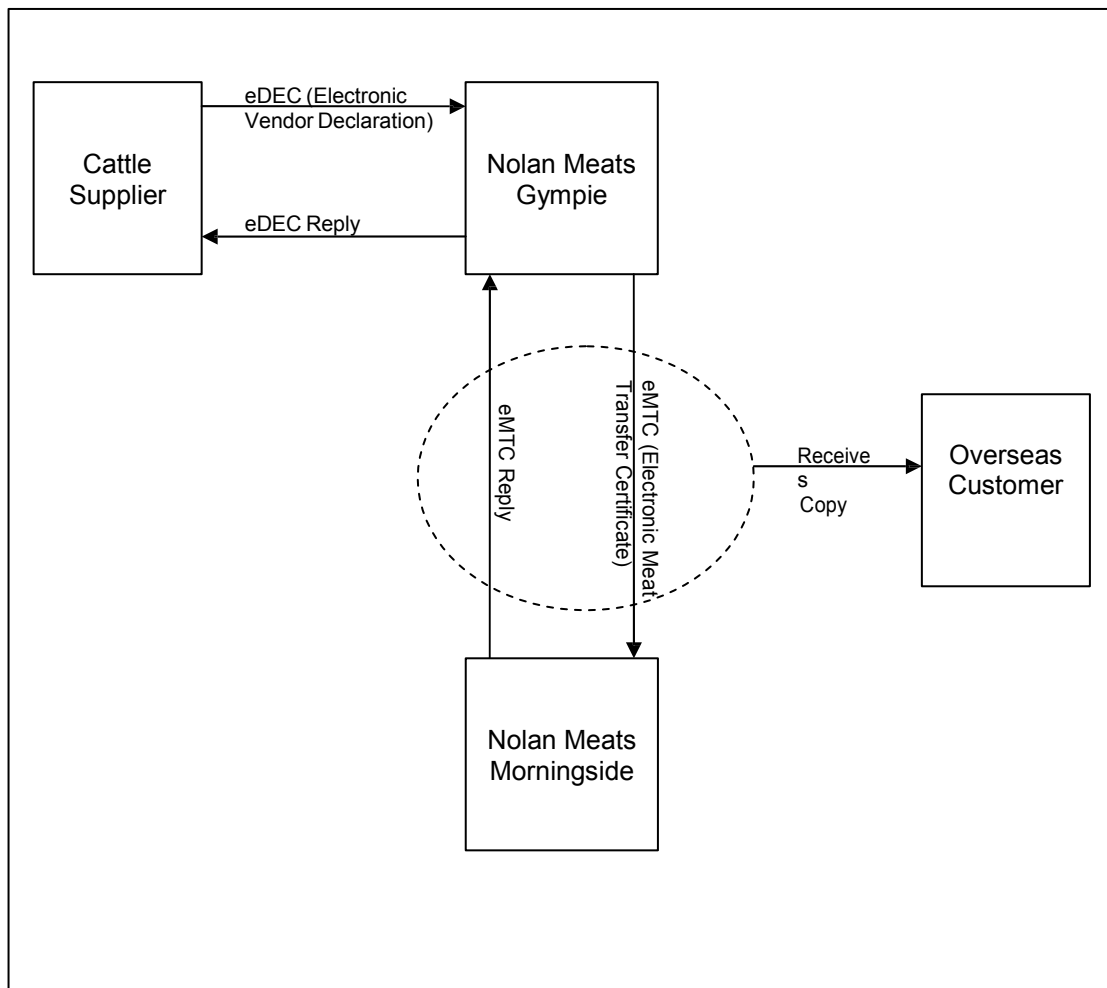 eDEC (Electronic
Vendor Declaration)
Cattle
Supplier
Nolan Meats
Gympie
eDEC Reply
eMTC Reply
eMTC (Electronic Meat
Transfer Certificate)
Receive
s
Copy
Overseas
Customer
Nolan Meats
Morningside